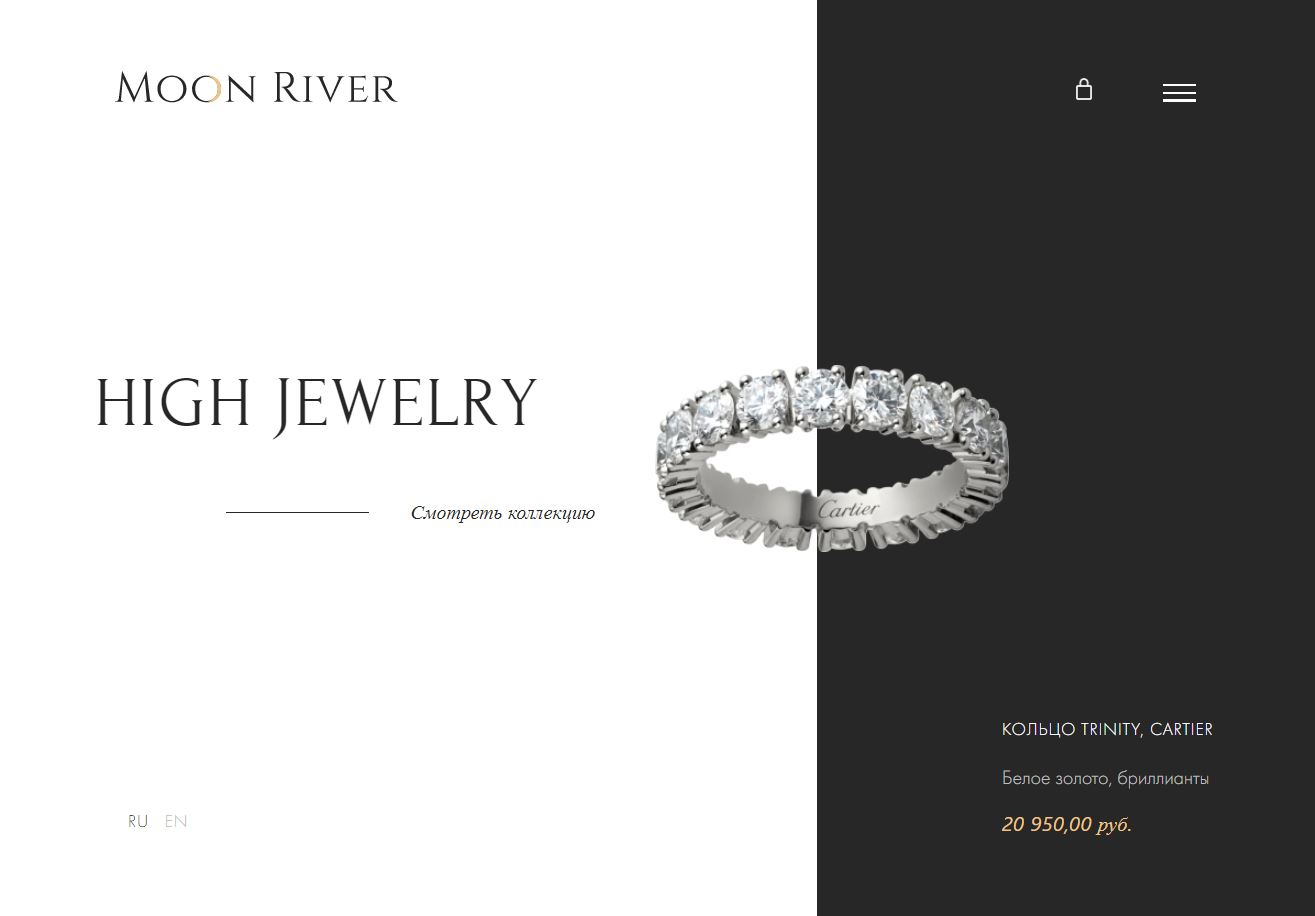 MOON RIVER
HIGH JEWELRY
Смотреть коллекцию
Cartier
КОЛЬЦО TRINITY, CARTIER
Белое золото, бриллианты
20 950,00 руб.
RU EN